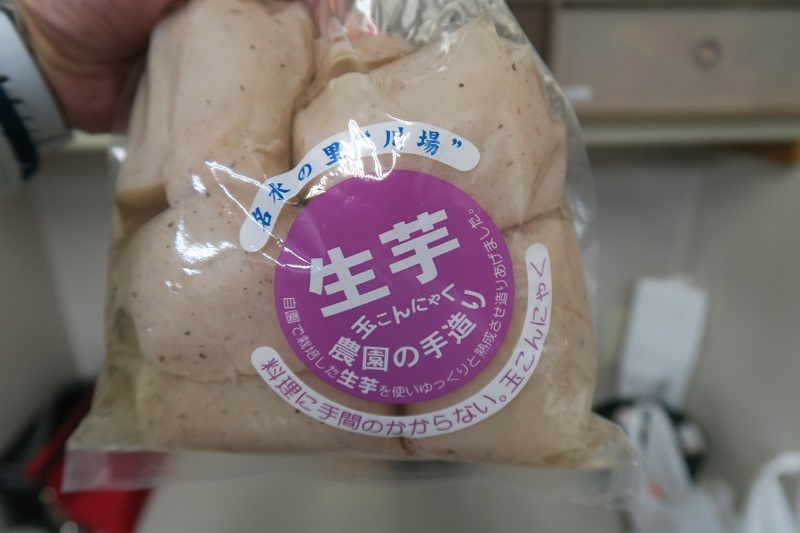 名水の里“川場”
生芋
玉こんにゃく
農園の手造り
自園で栽培した生芋を使いゆっくりと熟成させ造りあげました。
料理に手間のかからない。玉こんにゃく